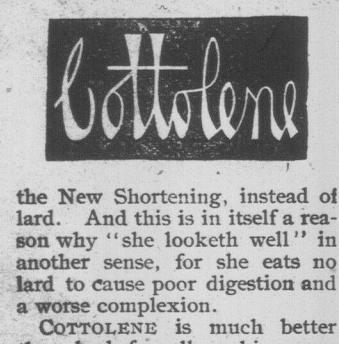 Cottolene
the New Shortening, instead of
lard. And this is in itself a rea-
son why "she looketh well" in
another sense, for she eats no
lard to cause poor digestion and
a worse complexion.
COTTOLENE is much better